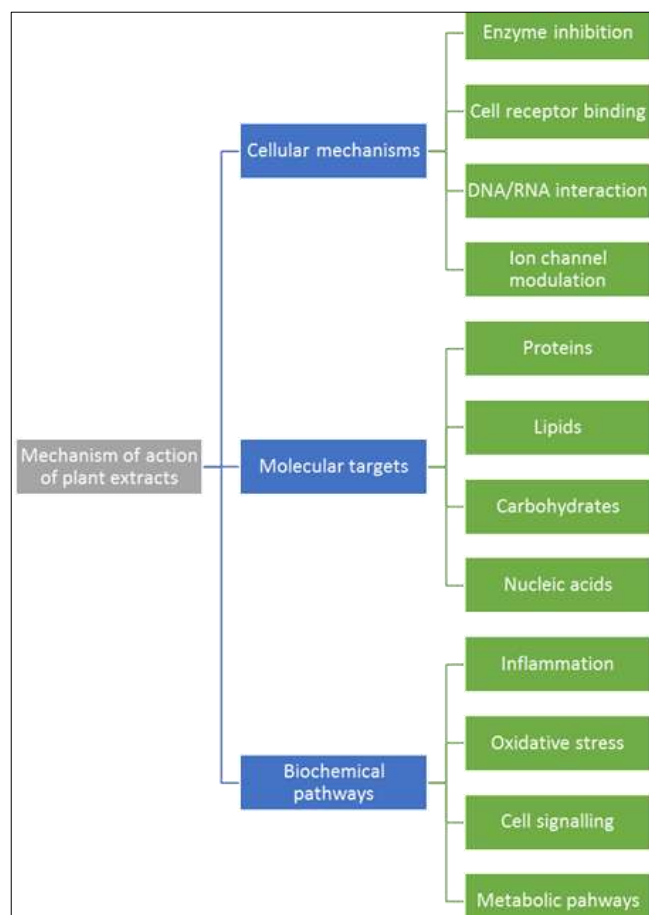 Mechanism of action
of plant extracts
Cellular mechanisms
Enzyme inhibition
Cell receptor binding
DNA/RNA interaction
Ion channel
modulation
Molecular targets
Proteins
Lipids
Carbohydrates
Nucleic acids
Biochemical
pathways
Inflammation
Oxidative stress
Cell signalling
Metabolic pahways